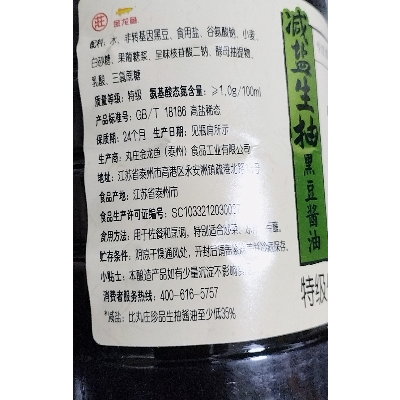 金龙鱼
配料：水、非转基因黑豆、食用盐、谷氨酸钠、小麦、
白砂糖、果葡糖浆、呈味核苷酸二钠、酵母抽提物、
乳酸、三氯蔗糖
质量等级：特级 氨基酸态氮含量：≥1.0g/100ml
产品标准号：GB/T 18186 高盐稀态
保质期：24个月 生产日期：见瓶肩所示
生产商：丸庄金龙鱼（泰州）食品工业有限公司
地址：江苏省泰州市高港区永安洲镇疏港北路
食品产地：江苏省泰州市
食品生产许可证编号：SC1033212030
食用方法：用于佐餐和烹调，特别适合
贮存条件：阴凉干燥通风处，开封后请
小贴士：本酿造产品如有少量沉淀不影响
消费者服务热线：400-616-5757
*减盐：比丸庄珍品生抽酱油至少低35%
减盐生抽
黑豆酱油
特级